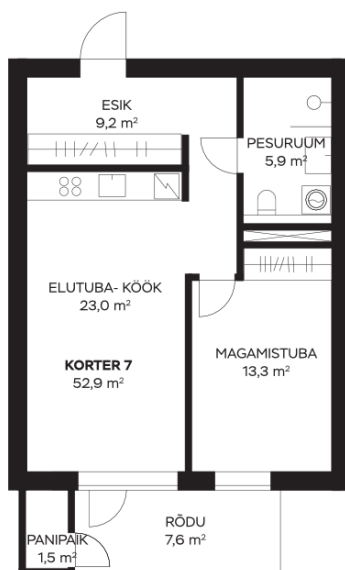 ESIK
9,2 m²
PESURUUM
5,9 m²
ELUTUBA- KÖÖK
23,0 m²
KORTER 7
52,9 m²
MAGAMISTUBA
13,3 m²
PANIPAIK
1,5 m²
RÕDU
7,6 m²